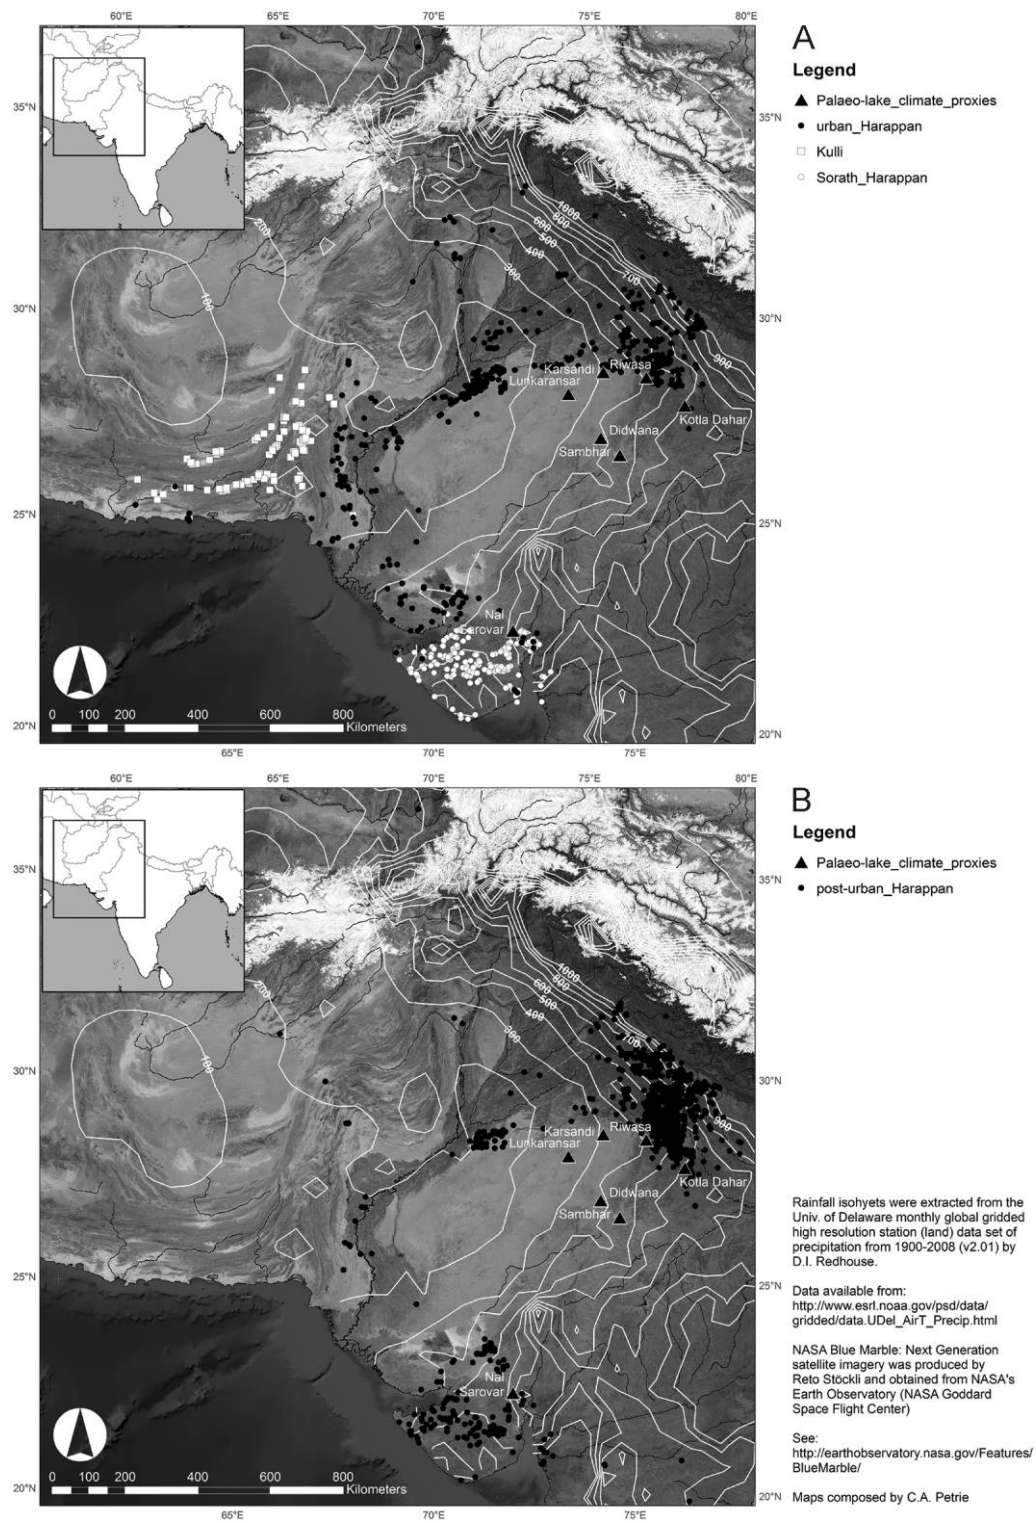 60°E
65°E
70°E
75°E
80°E
A
Legend
Palaeo-lake_climate_proxies
urban_Harappan
Kulli
Sorath_Harappan
35°N
35°N
200
1000
800
600
500
400
700
300
100
30°N
30°N
900
Karsandi
Riwasa
Lunkaransar
Kotla Dahar
Didwana
Sambhar
25°N
25°N
Nal
Sarovar
0 100 200 400 600 800
Kilometers
20°N
20°N
65°E
70°E
75°E
80°E
60°E
65°E
70°E
75°E
80°E
B
Legend
Palaeo-lake_climate_proxies
post-urban_Harappan
35°N
35°N
200
1000
800
600
500
400
700
300
100
30°N
30°N
900
Karsandi
Riwasa
Lunkaransar
Kotla Dahar
Didwana
Sambhar
25°N
25°N
Nal
Sarovar
0 100 200 400 600 800
Kilometers
20°N
20°N
65°E
70°E
75°E
80°E
Rainfall isohyets were extracted from the
Univ. of Delaware monthly global gridded
high resolution station (land) data set of
precipitation from 1900-2008 (v2.01) by
D.I. Redhouse.
Data available from:
http://www.esrl.noaa.gov/psd/data/
gridded/data.UDel_AirT_Precip.html
NASA Blue Marble: Next Generation
satellite imagery was produced by
Reto Stöckli and obtained from NASA's
Earth Observatory (NASA Goddard
Space Flight Center)
See:
http://earthobservatory.nasa.gov/Features/
BlueMarble/
Maps composed by C.A. Petrie